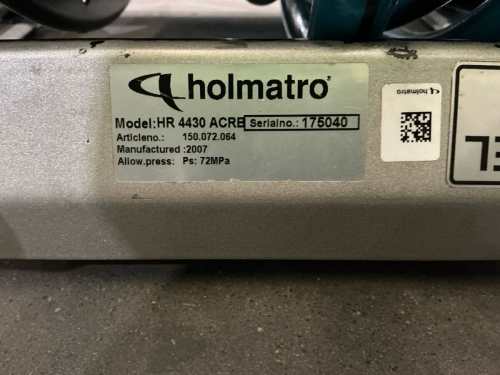 holmatro
Model:HR 4430 ACRE Serialno.: 175040
Articleno.: 150.072.064
Manufactured :2007
Allow.press: Ps: 72MPa
holmatro
EL